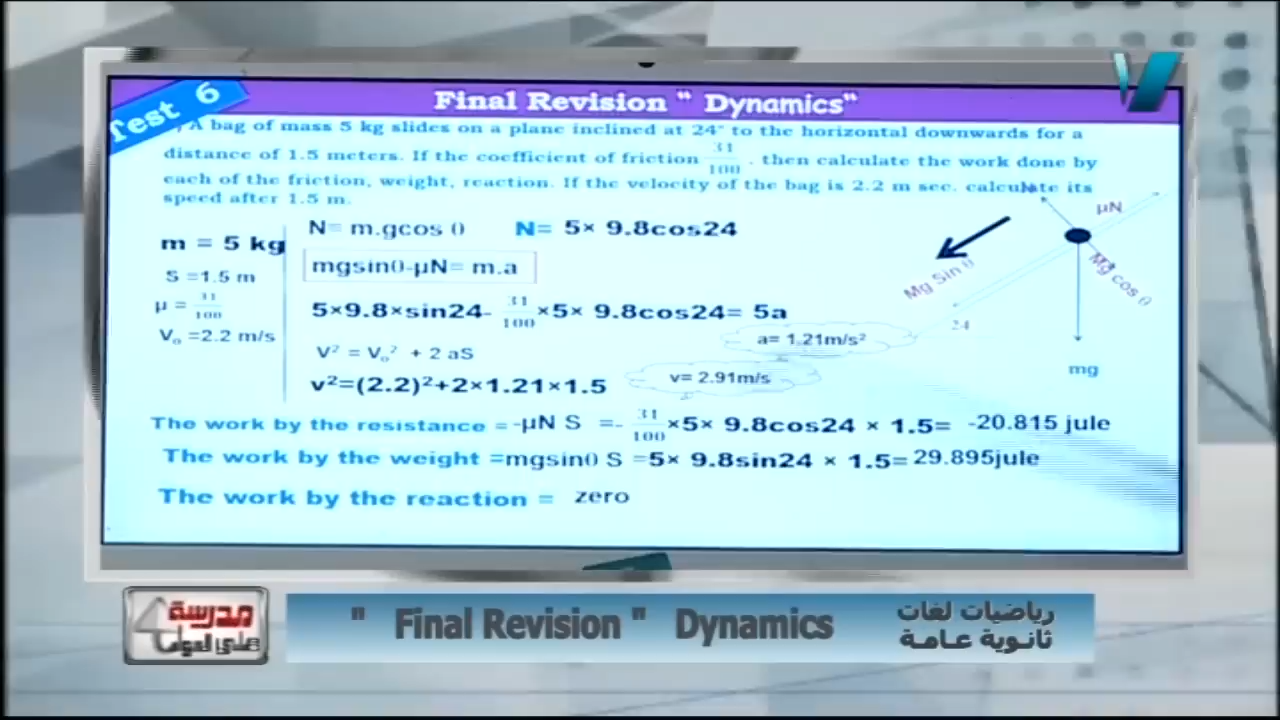 Test 6
Final Revision " Dynamics"
A bag of mass 5 kg slides on a plane inclined at 24° to the horizontal downwards for a
distance of 1.5 meters. If the coefficient of friction 31/100 , then calculate the work done by
each of the friction, weight, reaction. If the velocity of the bag is 2.2 m sec. calculate its
speed after 1.5 m.
m = 5 kg
S =1.5 m
μ = 31/100
V₀ =2.2 m/s
N= m.gcos θ N= 5× 9.8cos24
mgsinθ-μN= m.a
5×9.8×sin24- 31/100 ×5× 9.8cos24= 5a
a= 1.21m/s²
V² = V₀² + 2 aS
v²=(2.2)²+2×1.21×1.5
v= 2.91m/s
N
μN
Mg Sin θ
Mg cos θ
24
mg
The work by the resistance =-μN S =- 31/100 ×5× 9.8cos24 × 1.5= -20.815 jule
The work by the weight =mgsinθ S =5× 9.8sin24 × 1.5= 29.895jule
The work by the reaction = zero
مدرسة
على الهواء
" Final Revision " Dynamics
رياضيات لغات
ثانوية عامة